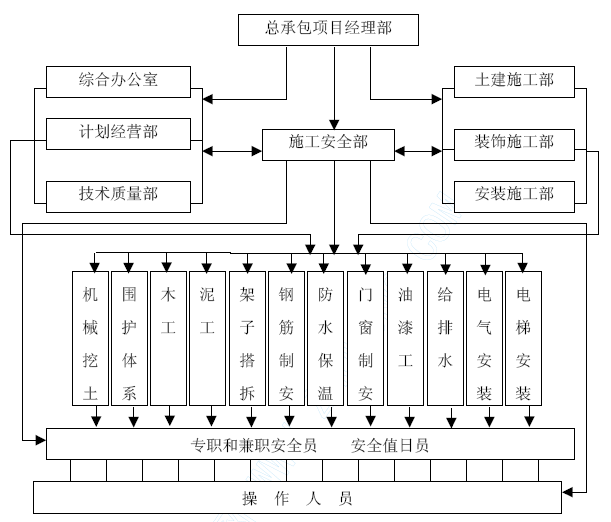 总承包项目经理部
综合办公室
土建施工部
计划经营部
施工安全部
装饰施工部
技术质量部
安装施工部
机械挖土
围护体系
木工
泥工
架子搭拆
钢筋制安
防水保温
门窗制安
油漆工
给排水
电气安装
电梯安装
专职和兼职安全员 安全值日员
操作人员